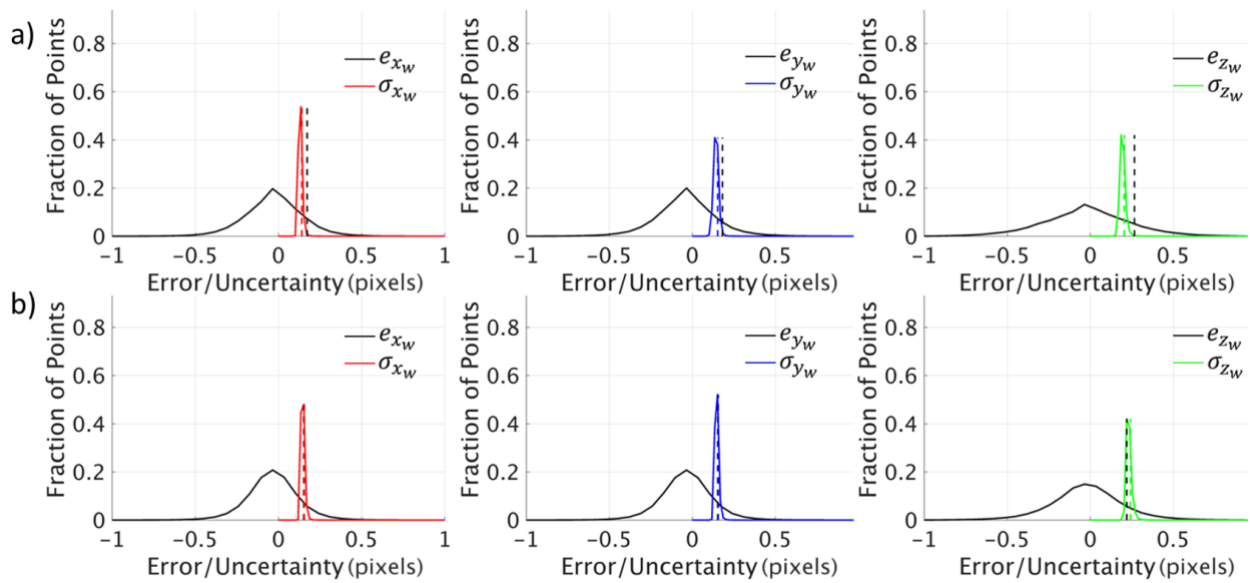 a)
Fraction of Points
0.8
0.6
0.4
0.2
0
e_{x_w}
σ_{x_w}
−1 −0.5 0 0.5 1
Error/Uncertainty (pixels)
Fraction of Points
0.8
0.6
0.4
0.2
0
e_{y_w}
σ_{y_w}
−1 −0.5 0 0.5
Error/Uncertainty (pixels)
Fraction of Points
0.8
0.6
0.4
0.2
0
e_{z_w}
σ_{z_w}
−1 −0.5 0 0.5
Error/Uncertainty (pixels)
b)
Fraction of Points
0.8
0.6
0.4
0.2
0
e_{x_w}
σ_{x_w}
−1 −0.5 0 0.5 1
Error/Uncertainty (pixels)
Fraction of Points
0.8
0.6
0.4
0.2
0
e_{y_w}
σ_{y_w}
−1 −0.5 0 0.5
Error/Uncertainty (pixels)
Fraction of Points
0.8
0.6
0.4
0.2
0
e_{z_w}
σ_{z_w}
−1 −0.5 0 0.5
Error/Uncertainty (pixels)